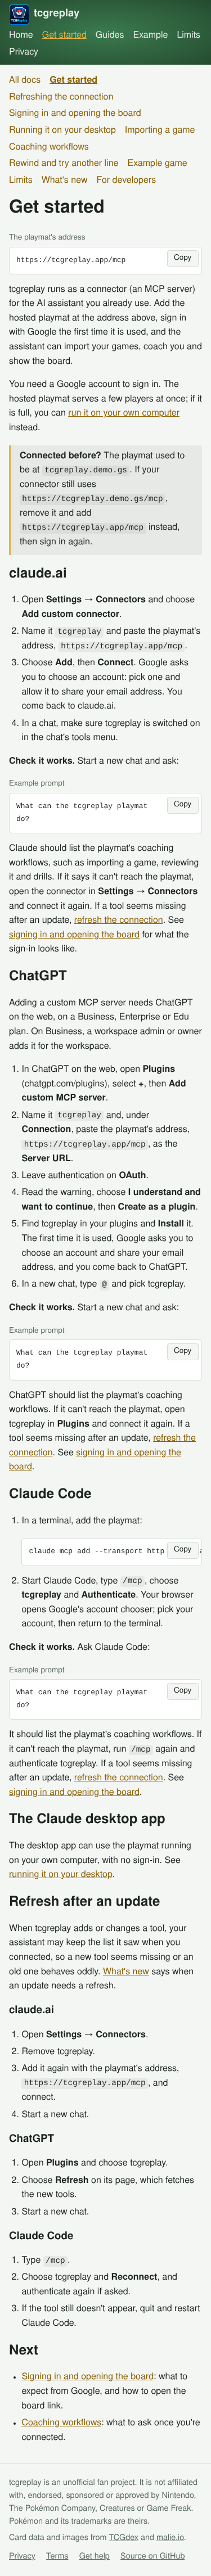 tcgreplay
Home Get started Guides Example Limits
Privacy
All docs Get started
Refreshing the connection
Signing in and opening the board
Running it on your desktop Importing a game
Coaching workflows
Rewind and try another line Example game
Limits What's new For developers
Get started
The playmat's address
https://tcgreplay.app/mcp
Copy
tcgreplay runs as a connector (an MCP server)
for the AI assistant you already use. Add the
hosted playmat at the address above, sign in
with Google the first time it is used, and the
assistant can import your games, coach you and
show the board.
You need a Google account to sign in. The
hosted playmat serves a few players at once; if it
is full, you can run it on your own computer
instead.
Connected before? The playmat used to
be at tcgreplay.demo.gs. If your
connector still uses
https://tcgreplay.demo.gs/mcp,
remove it and add
https://tcgreplay.app/mcp instead,
then sign in again.
claude.ai
1. Open Settings → Connectors and choose
Add custom connector.
2. Name it tcgreplay and paste the playmat's
address, https://tcgreplay.app/mcp.
3. Choose Add, then Connect. Google asks
you to choose an account: pick one and
allow it to share your email address. You
come back to claude.ai.
4. In a chat, make sure tcgreplay is switched on
in the chat's tools menu.
Check it works. Start a new chat and ask:
Example prompt
What can the tcgreplay playmat
do?
Copy
Claude should list the playmat's coaching
workflows, such as importing a game, reviewing
it and drills. If it says it can't reach the playmat,
open the connector in Settings → Connectors
and connect it again. If a tool seems missing
after an update, refresh the connection. See
signing in and opening the board for what the
sign-in looks like.
ChatGPT
Adding a custom MCP server needs ChatGPT
on the web, on a Business, Enterprise or Edu
plan. On Business, a workspace admin or owner
adds it for the workspace.
1. In ChatGPT on the web, open Plugins
(chatgpt.com/plugins), select +, then Add
custom MCP server.
2. Name it tcgreplay and, under
Connection, paste the playmat's address,
https://tcgreplay.app/mcp, as the
Server URL.
3. Leave authentication on OAuth.
4. Read the warning, choose I understand and
want to continue, then Create as a plugin.
5. Find tcgreplay in your plugins and Install it.
The first time it is used, Google asks you to
choose an account and share your email
address, and you come back to ChatGPT.
6. In a new chat, type @ and pick tcgreplay.
Check it works. Start a new chat and ask:
Example prompt
What can the tcgreplay playmat
do?
Copy
ChatGPT should list the playmat's coaching
workflows. If it can't reach the playmat, open
tcgreplay in Plugins and connect it again. If a
tool seems missing after an update, refresh the
connection. See signing in and opening the
board.
Claude Code
1. In a terminal, add the playmat:
claude mcp add --transport http
Copy
2. Start Claude Code, type /mcp, choose
tcgreplay and Authenticate. Your browser
opens Google's account chooser; pick your
account, then return to the terminal.
Check it works. Ask Claude Code:
Example prompt
What can the tcgreplay playmat
do?
Copy
It should list the playmat's coaching workflows. If
it can't reach the playmat, run /mcp again and
authenticate tcgreplay. If a tool seems missing
after an update, refresh the connection. See
signing in and opening the board.
The Claude desktop app
The desktop app can use the playmat running
on your own computer, with no sign-in. See
running it on your desktop.
Refresh after an update
When tcgreplay adds or changes a tool, your
assistant may keep the list it saw when you
connected, so a new tool seems missing or an
old one behaves oddly. What's new says when
an update needs a refresh.
claude.ai
1. Open Settings → Connectors.
2. Remove tcgreplay.
3. Add it again with the playmat's address,
https://tcgreplay.app/mcp, and
connect.
4. Start a new chat.
ChatGPT
1. Open Plugins and choose tcgreplay.
2. Choose Refresh on its page, which fetches
the new tools.
3. Start a new chat.
Claude Code
1. Type /mcp.
2. Choose tcgreplay and Reconnect, and
authenticate again if asked.
3. If the tool still doesn't appear, quit and restart
Claude Code.
Next
• Signing in and opening the board: what to
expect from Google, and how to open the
board link.
• Coaching workflows: what to ask once you're
connected.
tcgreplay is an unofficial fan project. It is not affiliated
with, endorsed, sponsored or approved by Nintendo,
The Pokémon Company, Creatures or Game Freak.
Pokémon and its trademarks are theirs.
Card data and images from TCGdex and malie.io.
Privacy Terms Get help Source on GitHub